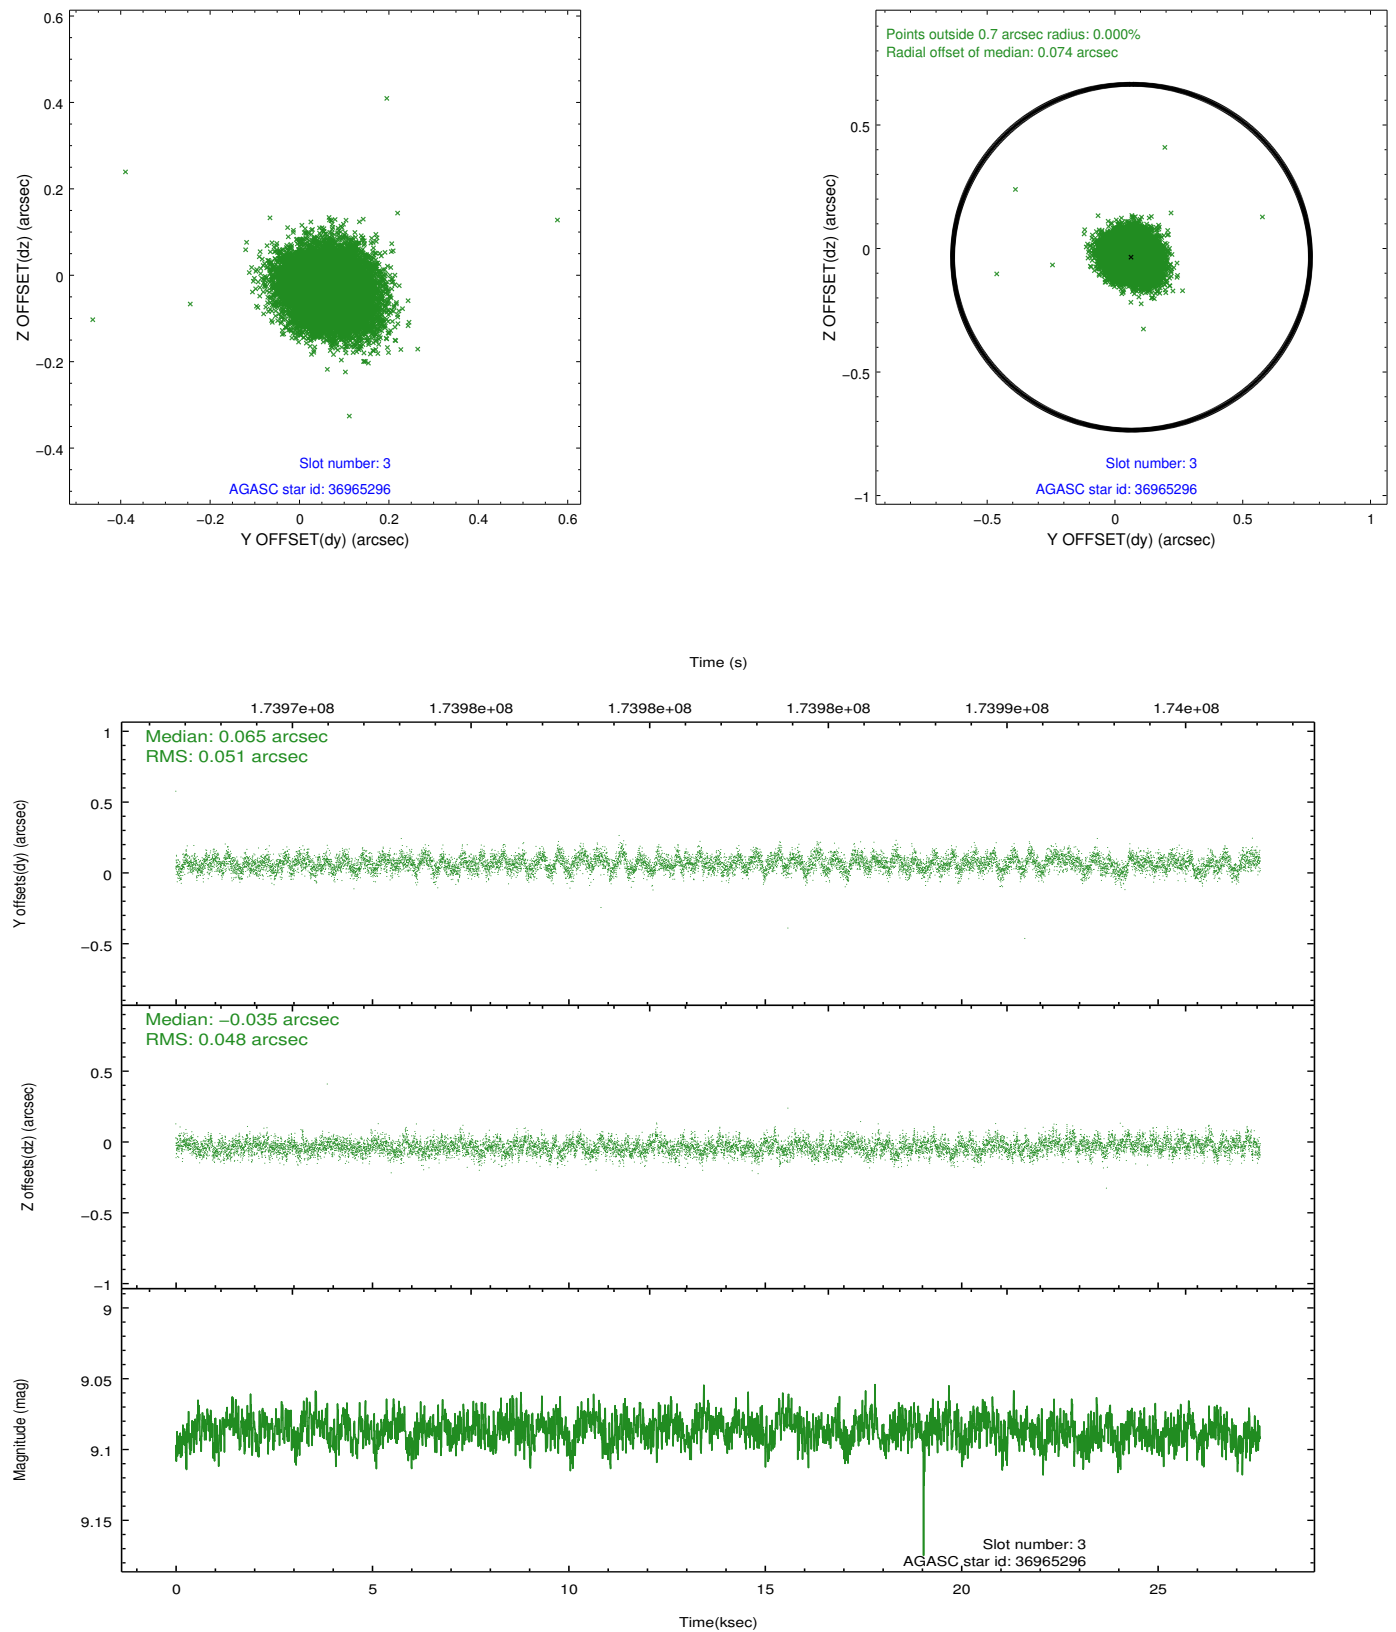 0.6
0.4
0.2
0
−0.2
−0.4
Z OFFSET(dz) (arcsec)
Slot number: 3
AGASC star id: 36965296
−0.4 −0.2 0 0.2 0.4 0.6
Y OFFSET(dy) (arcsec)
Points outside 0.7 arcsec radius: 0.000%
Radial offset of median: 0.074 arcsec
0.5
0
−0.5
−1
Z OFFSET(dz) (arcsec)
Slot number: 3
AGASC star id: 36965296
−0.5 0 0.5 1
Y OFFSET(dy) (arcsec)
Time (s)
1.7397e+08 1.7398e+08 1.7398e+08 1.7398e+08 1.7399e+08 1.74e+08
Median: 0.065 arcsec
RMS: 0.051 arcsec
1
0.5
0
−0.5
Y offsets(dy) (arcsec)
Median: −0.035 arcsec
RMS: 0.048 arcsec
0.5
0
−0.5
−1
Z offsets(dz) (arcsec)
9
9.05
9.1
9.15
Magnitude (mag)
Slot number: 3
AGASC star id: 36965296
0 5 10 15 20 25
Time(ksec)